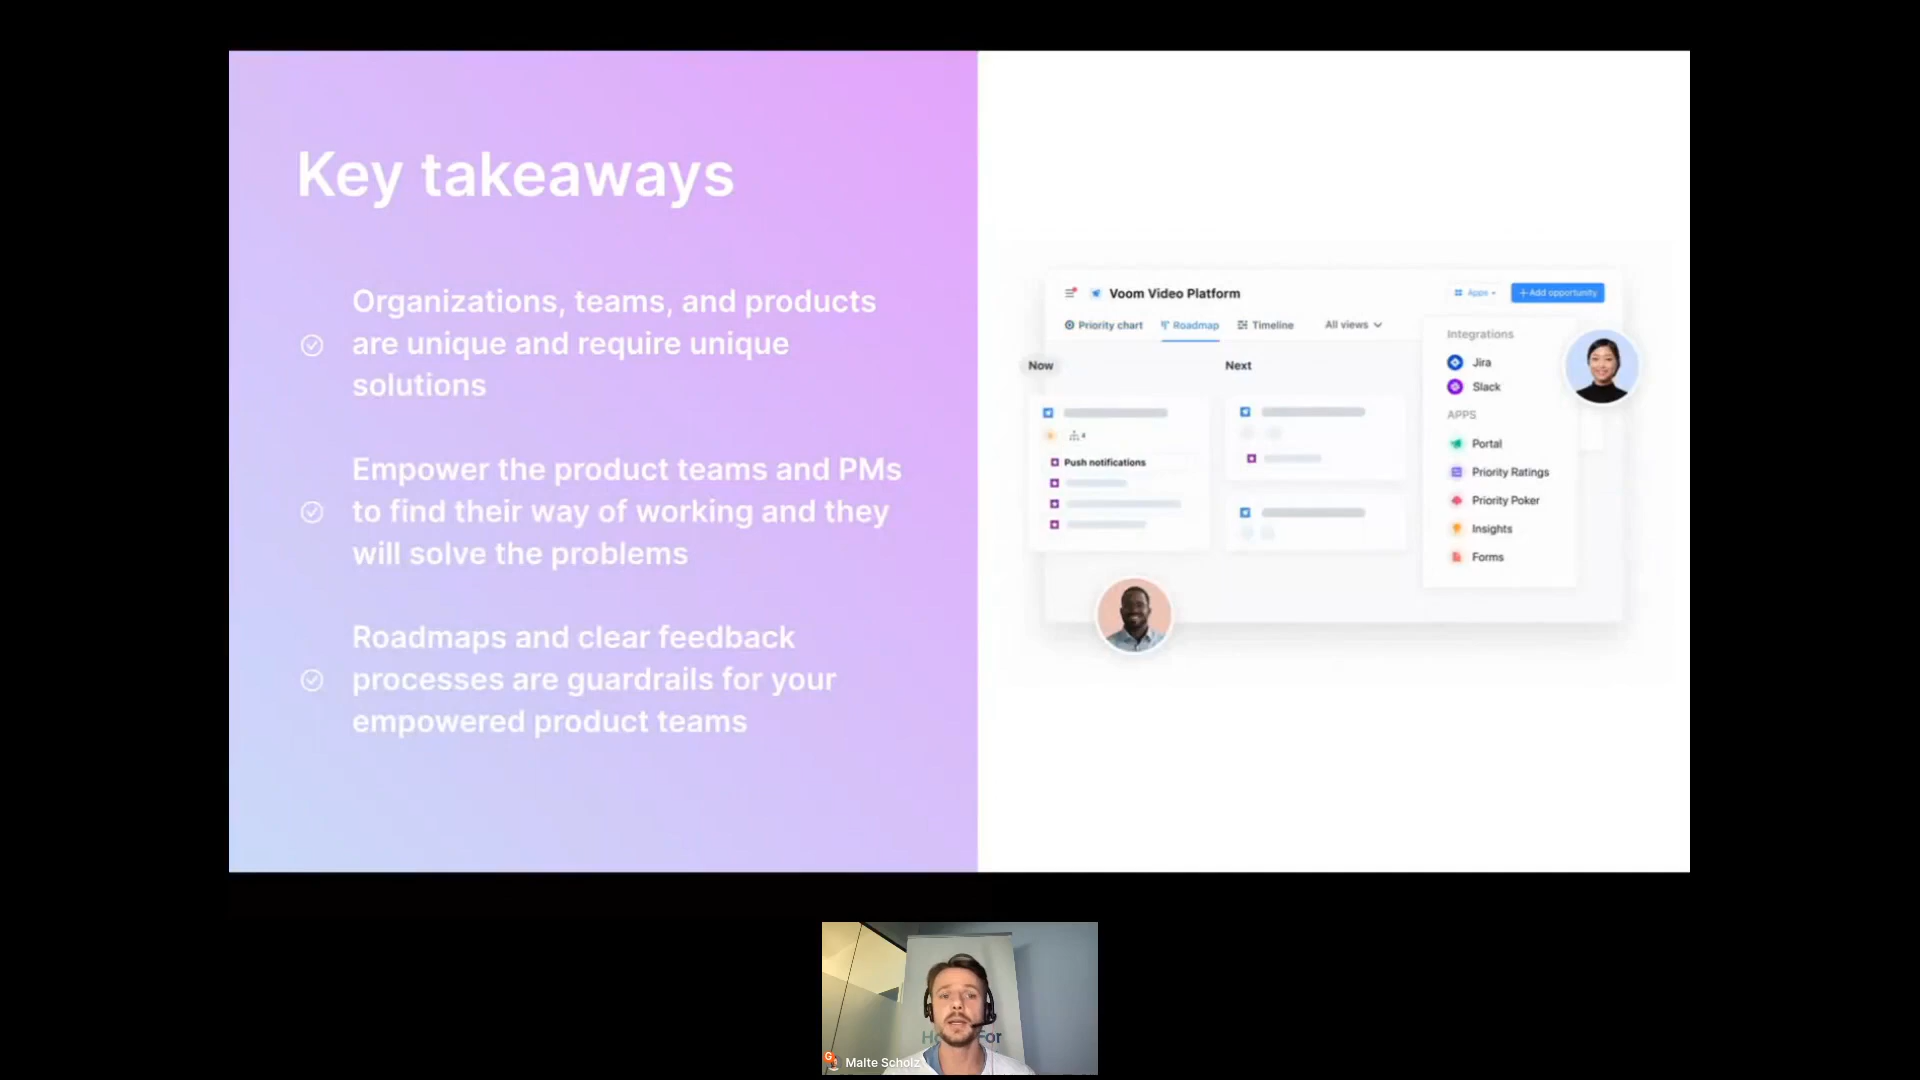 Key takeaways
Organizations, teams, and products
are unique and require unique
solutions
Empower the product teams and PMs
to find their way of working and they
will solve the problems
Roadmaps and clear feedback
processes are guardrails for your
empowered product teams
Voom Video Platform
Apps
+ Add opportunity
Priority chart
Roadmap
Timeline
All views
Now
Next
Push notifications
Integrations
Jira
Slack
APPS
Portal
Priority Ratings
Priority Poker
Insights
Forms
For
G
Malte Scholz